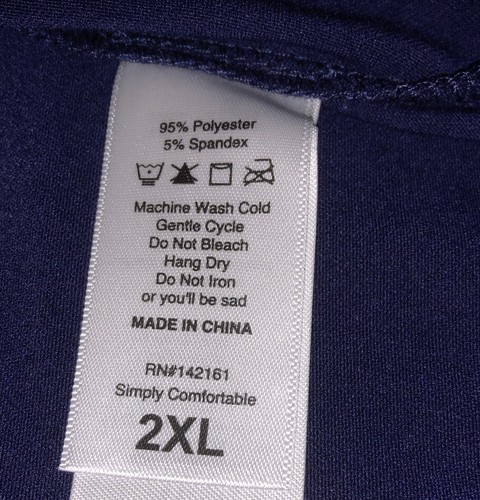 95% Polyester
5% Spandex
Machine Wash Cold
Gentle Cycle
Do Not Bleach
Hang Dry
Do Not Iron
or you'll be sad
MADE IN CHINA
RN#142161
Simply Comfortable
2XL